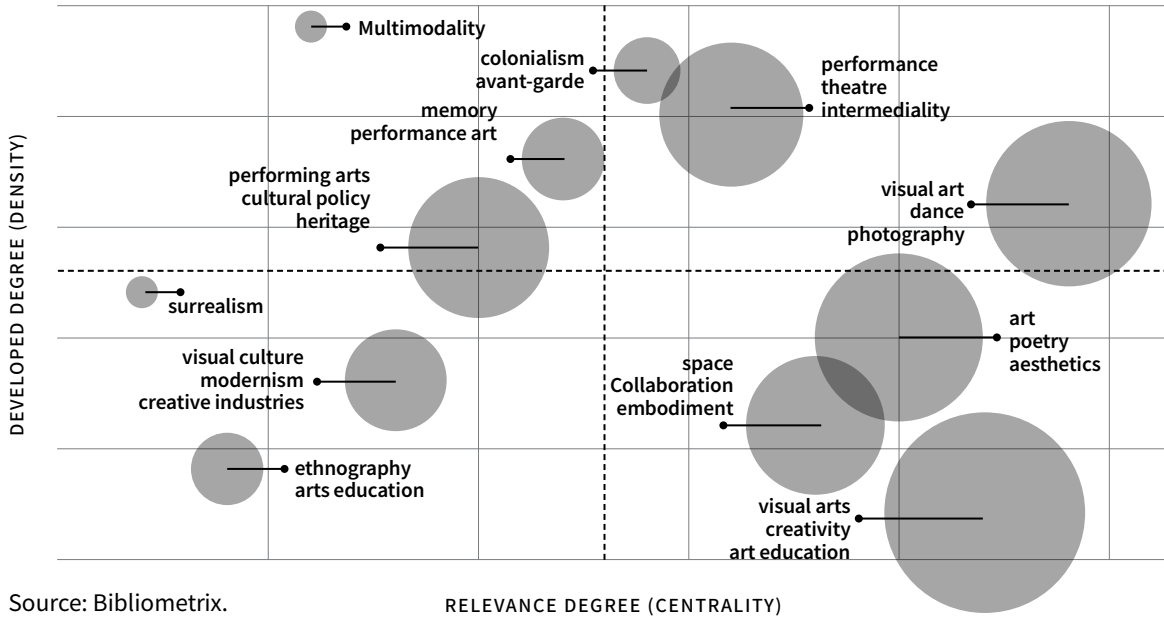 Multimodality
colonialism
avant-garde
performance
theatre
intermediality
memory
performance art
performing arts
cultural policy
heritage
visual art
dance
photography
surrealism
art
poetry
aesthetics
visual culture
modernism
creative industries
space
Collaboration
embodiment
ethnography
arts education
visual arts
creativity
art education
DEVELOPED DEGREE (DENSITY)
RELEVANCE DEGREE (CENTRALITY)
Source: Bibliometrix.